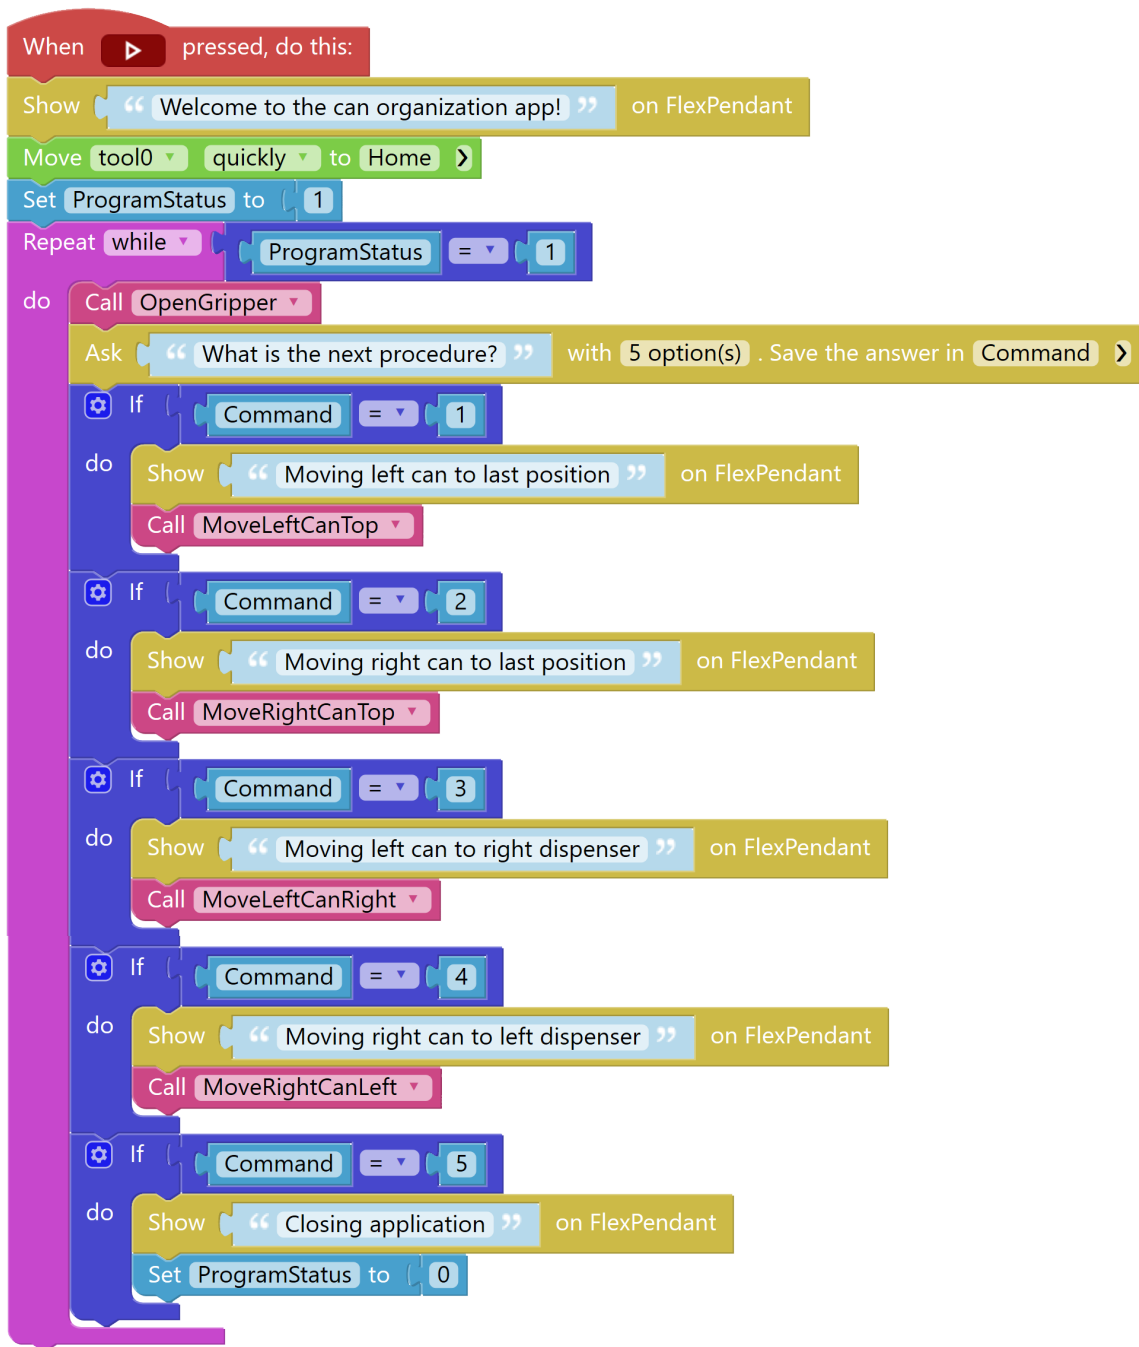 When pressed, do this:
Show “ Welcome to the can organization app! ” on FlexPendant
Move tool0 quickly to Home
Set ProgramStatus to 1
Repeat while ProgramStatus = 1
do Call OpenGripper
Ask “ What is the next procedure? ” with 5 option(s) . Save the answer in Command
If Command = 1
do Show “ Moving left can to last position ” on FlexPendant
Call MoveLeftCanTop
If Command = 2
do Show “ Moving right can to last position ” on FlexPendant
Call MoveRightCanTop
If Command = 3
do Show “ Moving left can to right dispenser ” on FlexPendant
Call MoveLeftCanRight
If Command = 4
do Show “ Moving right can to left dispenser ” on FlexPendant
Call MoveRightCanLeft
If Command = 5
do Show “ Closing application ” on FlexPendant
Set ProgramStatus to 0